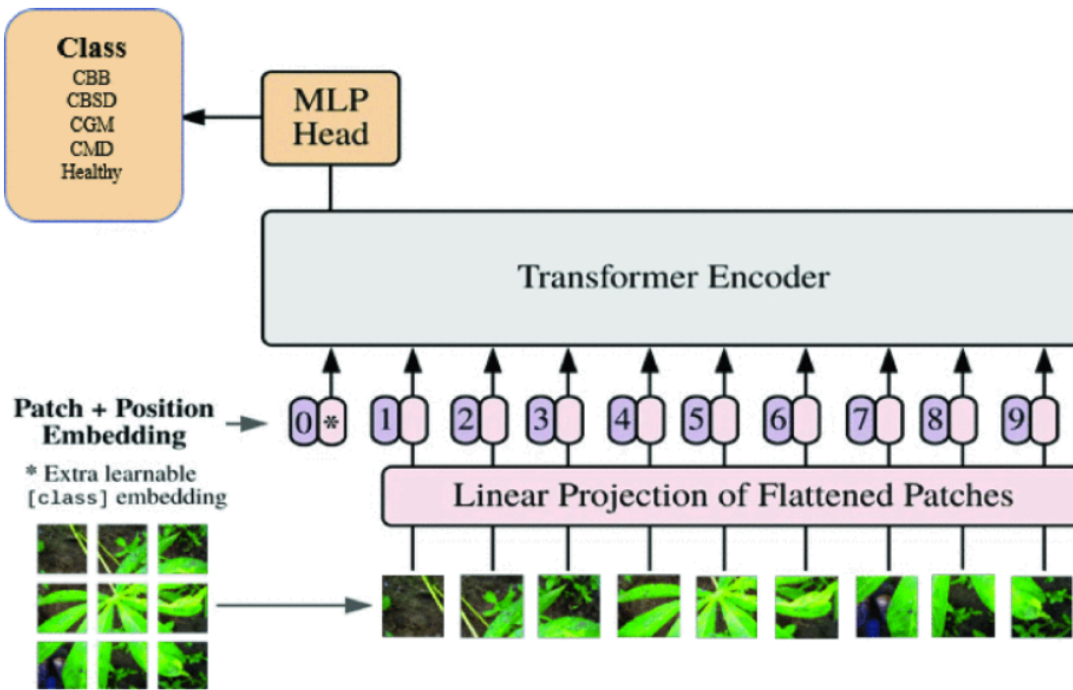 Class
CBB
CBSD
CGM
CMD
Healthy
MLP
Head
Transformer Encoder
Patch + Position
Embedding
0 * 1 2 3 4 5 6 7 8 9
* Extra learnable
[class] embedding
Linear Projection of Flattened Patches